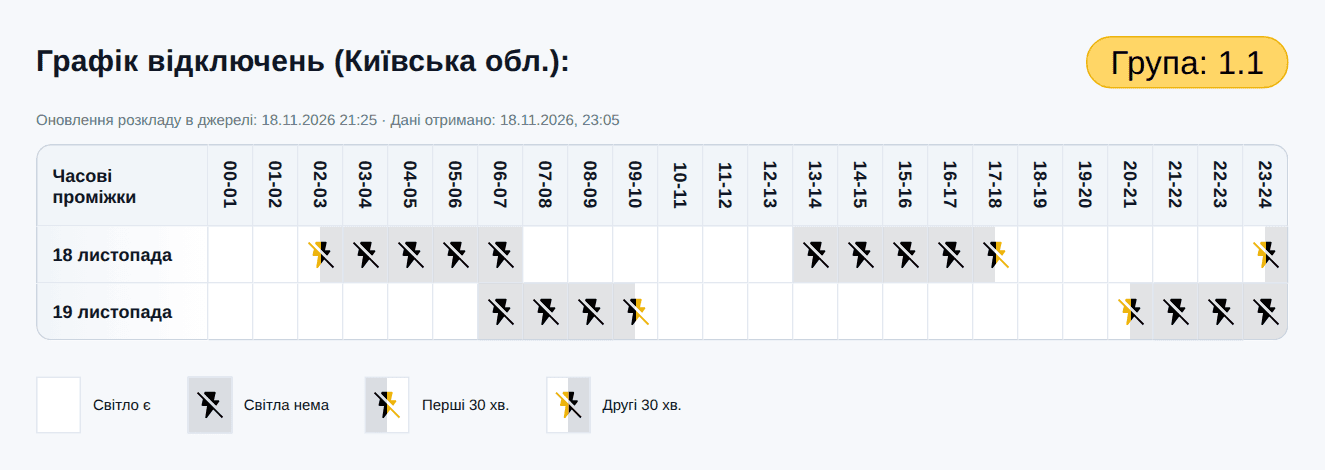 Графік відключень (Київська обл.):
Група: 1.1
Оновлення розкладу в джерелі: 18.11.2026 21:25 · Дані отримано: 18.11.2026, 23:05
Часові
проміжки
00-01
01-02
02-03
03-04
04-05
05-06
06-07
07-08
08-09
09-10
10-11
11-12
12-13
13-14
14-15
15-16
16-17
17-18
18-19
19-20
20-21
21-22
22-23
23-24
18 листопада
19 листопада
Світло є
Світла нема
Перші 30 хв.
Другі 30 хв.